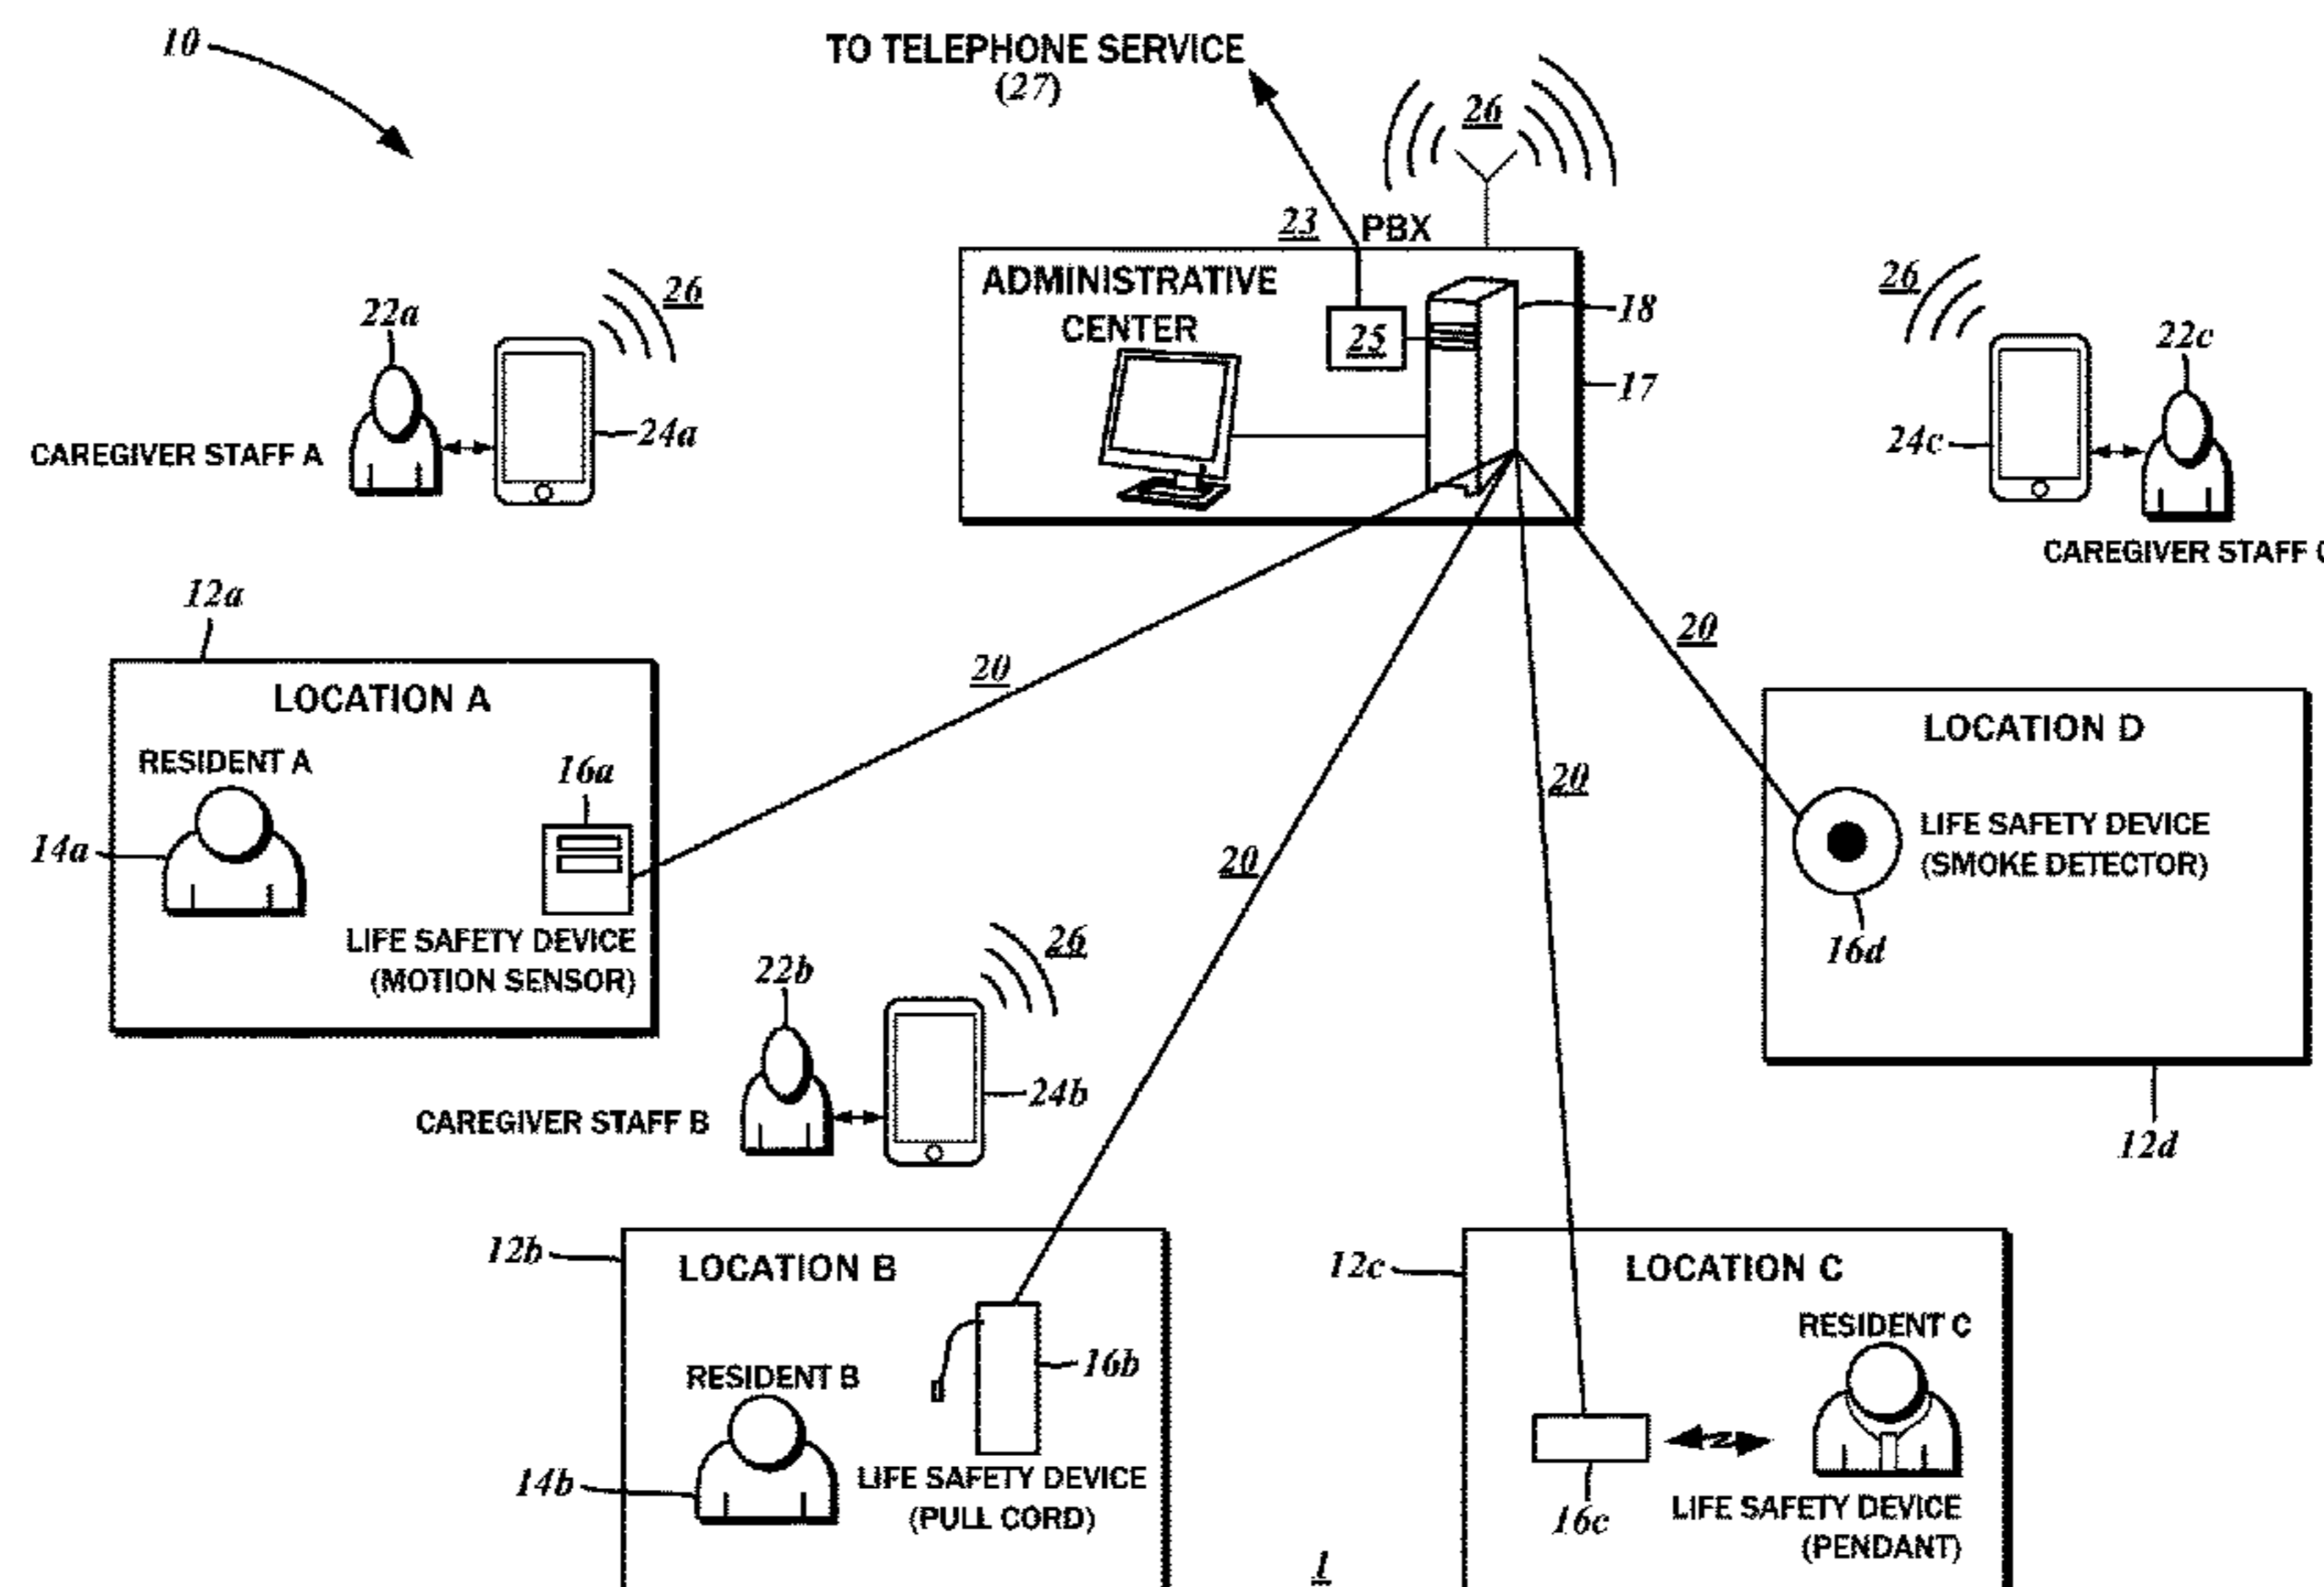 10
TO TELEPHONE SERVICE
(27)
26
23 PBX
ADMINISTRATIVE
CENTER
25
18
17
22a
26
24a
CAREGIVER STAFF A
26
22c
24c
CAREGIVER STAFF
12a
LOCATION A
RESIDENT A
16a
14a
LIFE SAFETY DEVICE
(MOTION SENSOR)
20
20
20
20
LOCATION D
LIFE SAFETY DEVICE
(SMOKE DETECTOR)
16d
12d
22b
26
24b
CAREGIVER STAFF B
12b
LOCATION B
RESIDENT B
16b
14b
LIFE SAFETY DEVICE
(PULL CORD)
12c
LOCATION C
RESIDENT C
16c
LIFE SAFETY DEVICE
(PENDANT)
1